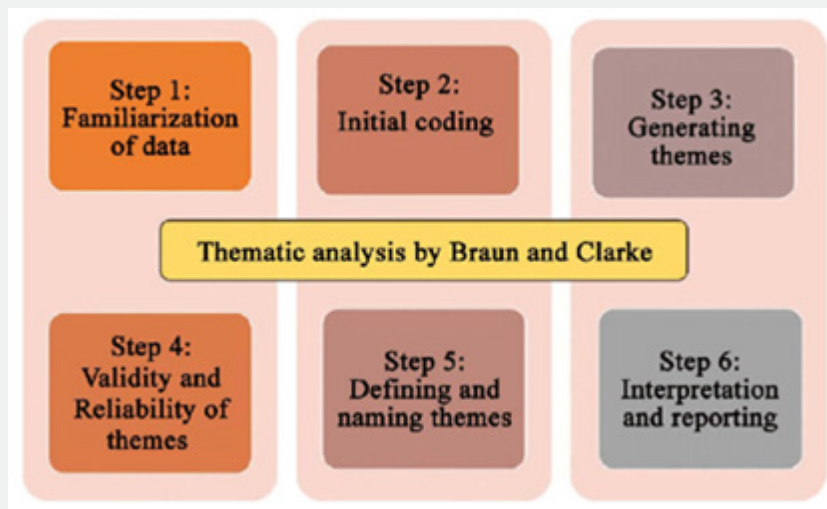 Step 1:
Familiarization
of data
Step 2:
Initial coding
Step 3:
Generating
themes
Thematic analysis by Braun and Clarke
Step 4:
Validity and
Reliability of
themes
Step 5:
Defining and
naming themes
Step 6:
Interpretation
and reporting